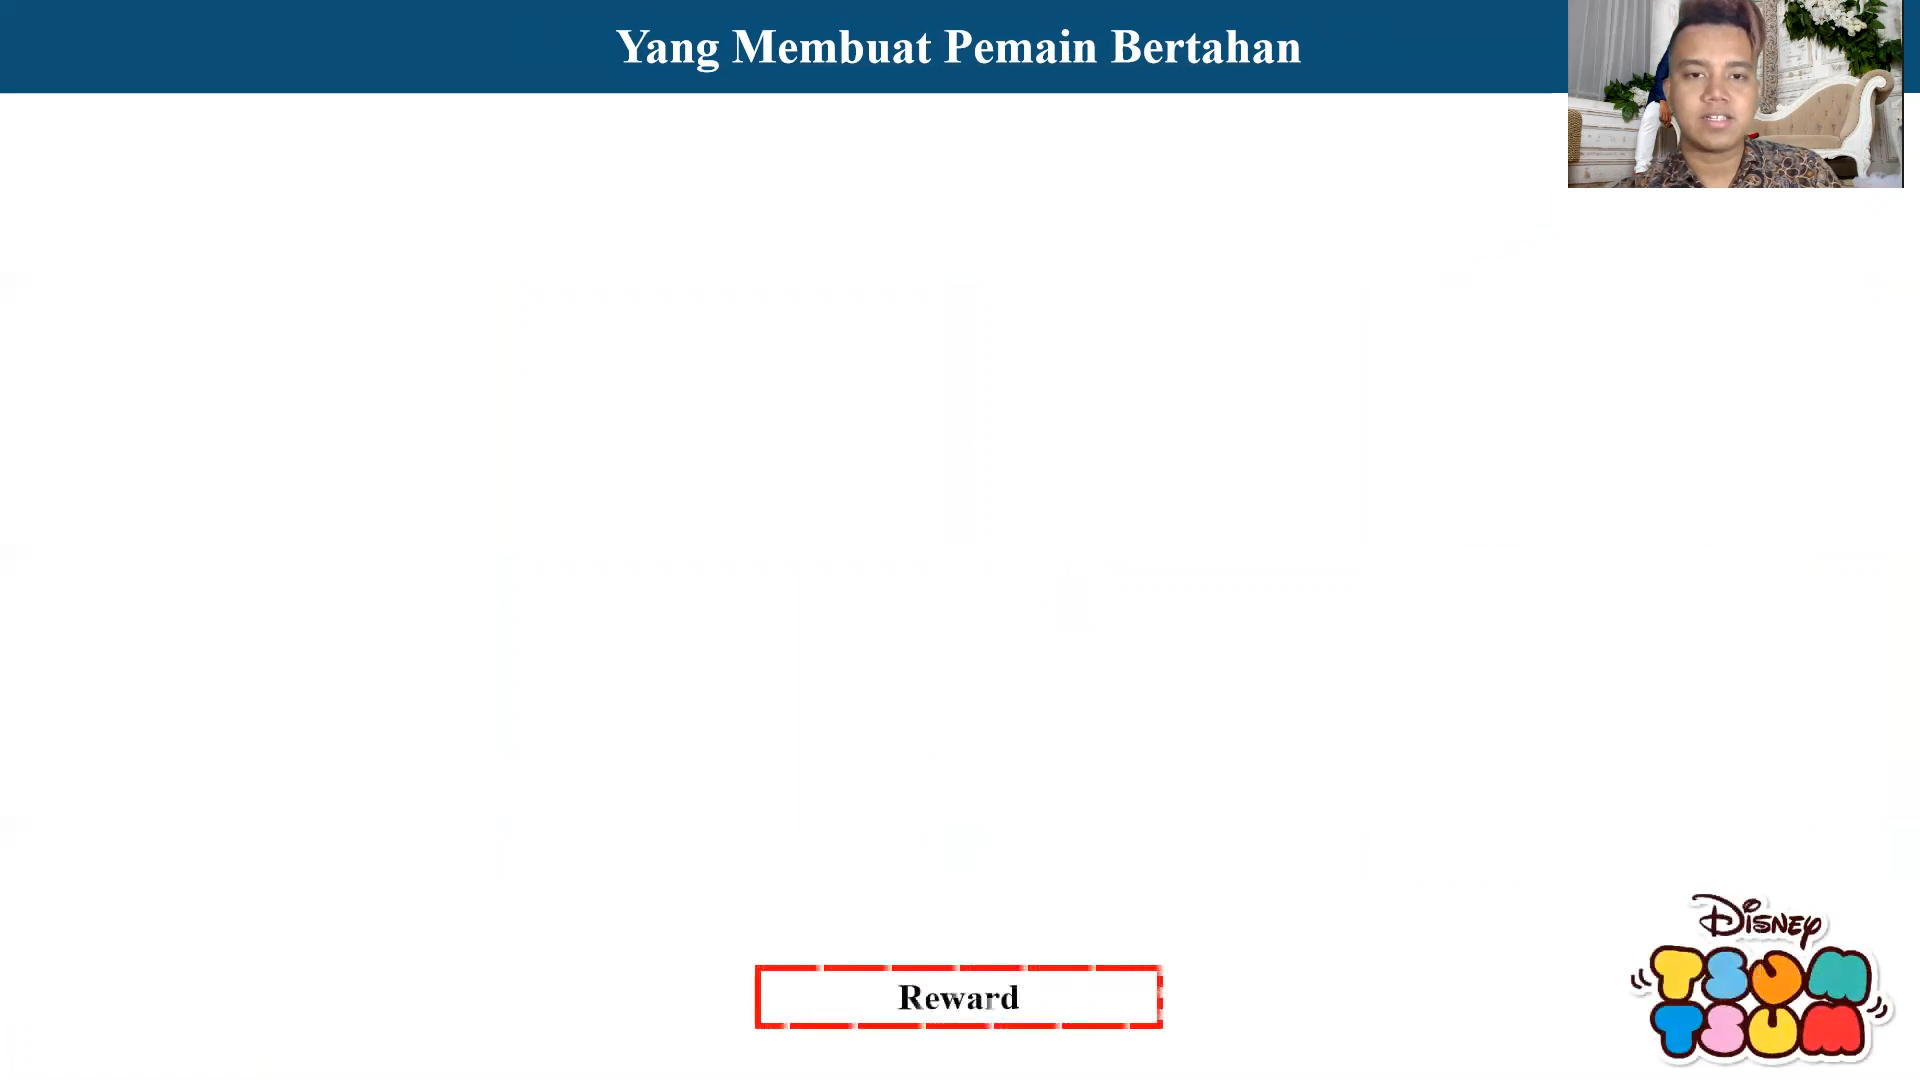 Yang Membuat Pemain Bertahan
Reward
Disney
TSUM
TSUM